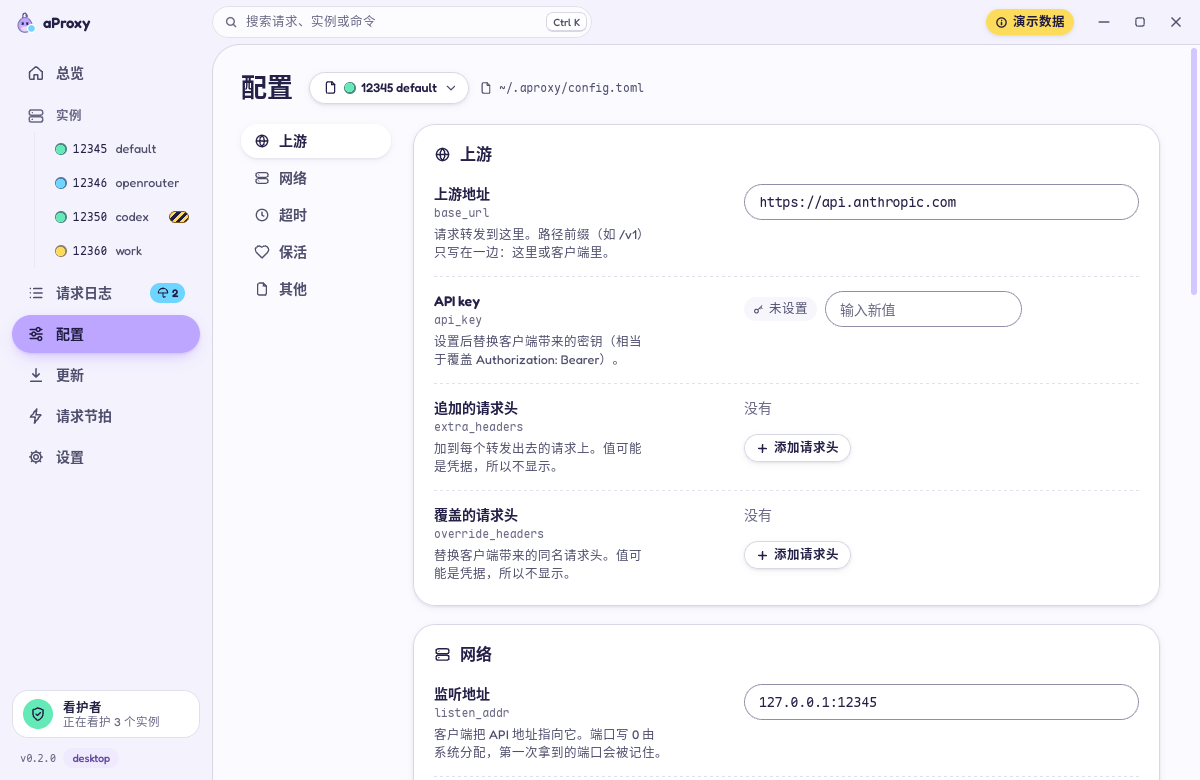 aProxy
搜索请求、实例或命令
Ctrl K
演示数据
总览
实例
12345 default
12346 openrouter
12350 codex
12360 work
请求日志
2
配置
更新
请求节拍
设置
看护者
正在看护 3 个实例
v0.2.0
desktop
配置
12345 default
~/.aproxy/config.toml
上游
网络
超时
保活
其他
上游
上游地址
base_url
请求转发到这里。路径前缀（如 /v1）
只写在一边：这里或客户端里。
https://api.anthropic.com
API key
api_key
设置后替换客户端带来的密钥（相当
于覆盖 Authorization: Bearer）。
未设置
输入新值
追加的请求头
extra_headers
加到每个转发出去的请求上。值可能
是凭据，所以不显示。
没有
添加请求头
覆盖的请求头
override_headers
替换客户端带来的同名请求头。值可
能是凭据，所以不显示。
没有
添加请求头
网络
监听地址
listen_addr
客户端把 API 地址指向它。端口写 0 由
系统分配，第一次拿到的端口会被记住。
127.0.0.1:12345